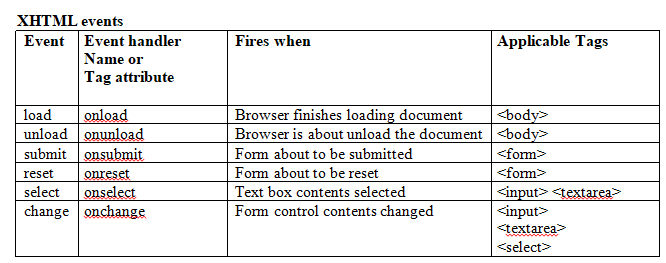 XHTML events
Event Event handler Name or Tag attribute Fires when Applicable Tags
load onload Browser finishes loading document <body>
unload onunload Browser is about unload the document <body>
submit onsubmit Form about to be submitted <form>
reset onreset Form about to be reset <form>
select onselect Text box contents selected <input> <textarea>
change onchange Form control contents changed <input>
<textarea>
<select>